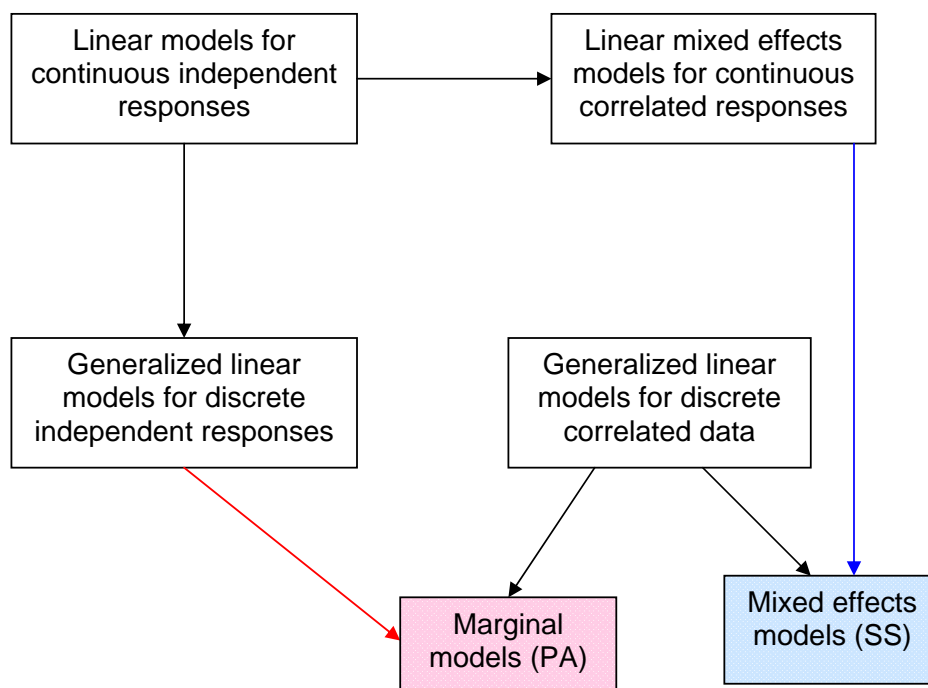 Linear models for
continuous independent
responses
Linear mixed effects
models for continuous
correlated responses
Generalized linear
models for discrete
independent responses
Generalized linear
models for discrete
correlated data
Marginal
models (PA)
Mixed effects
models (SS)